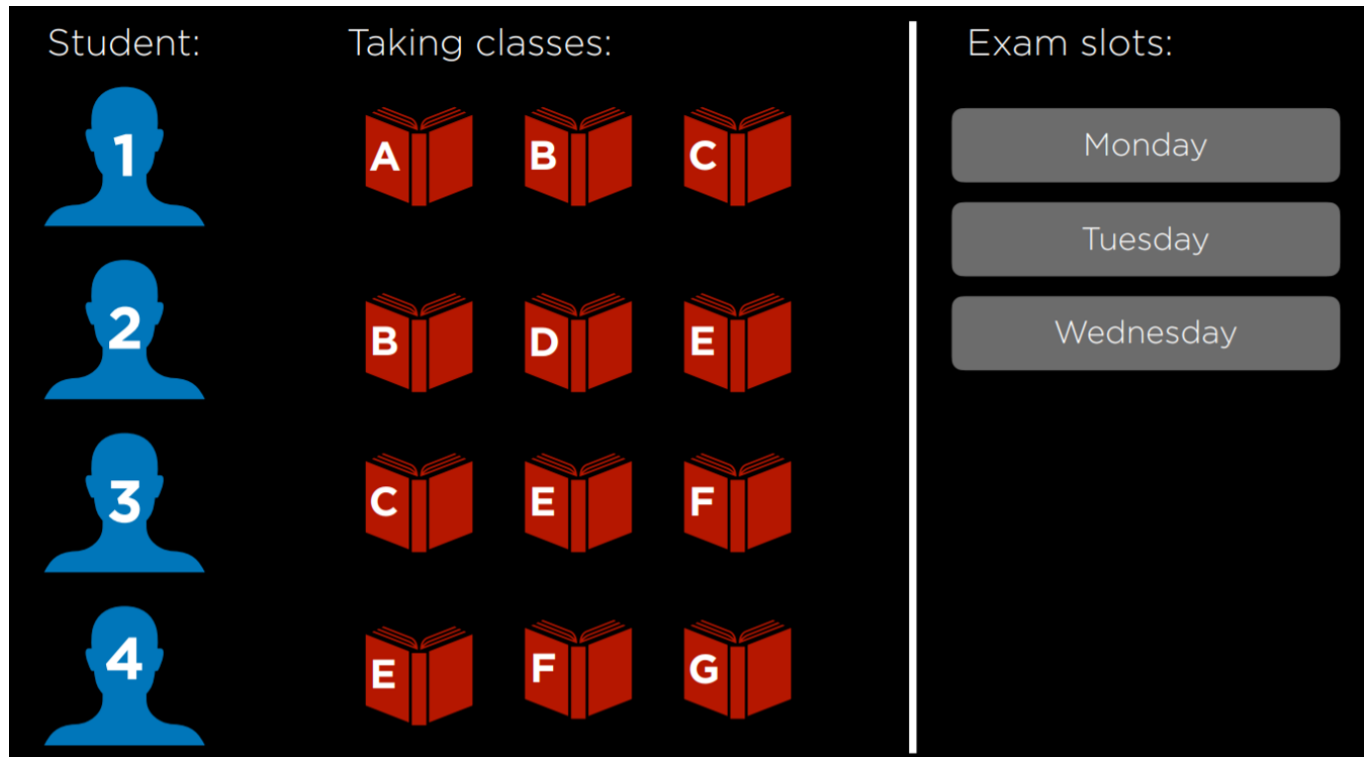 Student: Taking classes: Exam slots:
1 A B C Monday
Tuesday
2 B D E Wednesday
3 C E F
4 E F G